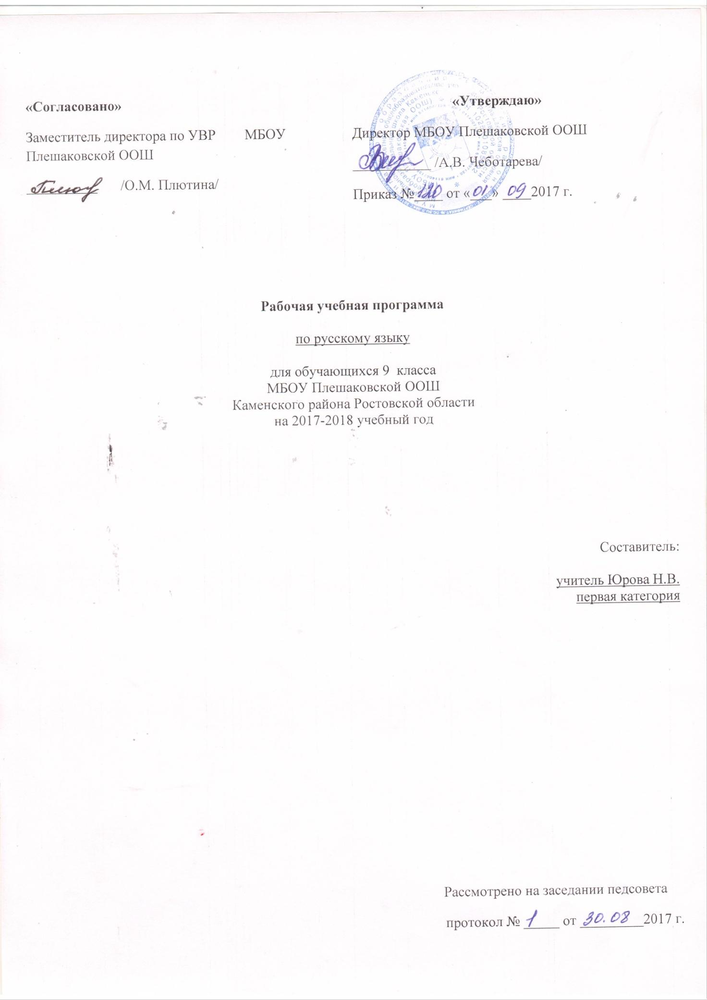 «Согласовано»
Заместитель директора по УВР МБОУ
Плешаковской ООШ
/О.М. Плютина/
«Утверждаю»
Директор МБОУ Плешаковской ООШ
/А.В. Чеботарева/
Приказ № 120 от «01» 09 2017 г.
Рабочая учебная программа
по русскому языку
для обучающихся 9 класса
МБОУ Плешаковской ООШ
Каменского района Ростовской области
на 2017-2018 учебный год
Составитель:
учитель Юрова Н.В.
первая категория
Рассмотрено на заседании педсовета
протокол № 1 от 30.08 2017 г.